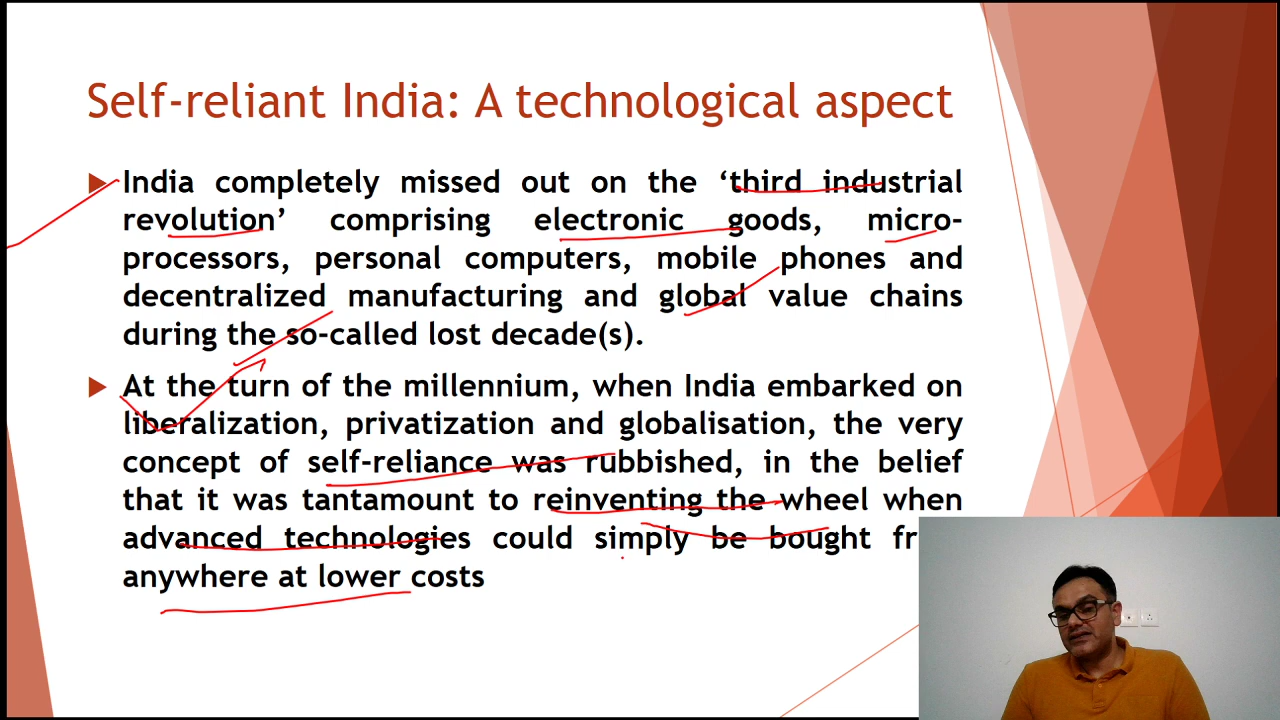 Self-reliant India: A technological aspect
India completely missed out on the ‘third industrial
revolution’ comprising electronic goods, micro-
processors, personal computers, mobile phones and
decentralized manufacturing and global value chains
during the so-called lost decade(s).
At the turn of the millennium, when India embarked on
liberalization, privatization and globalisation, the very
concept of self-reliance was rubbished, in the belief
that it was tantamount to reinventing the wheel when
advanced technologies could simply be bought
anywhere at lower costs